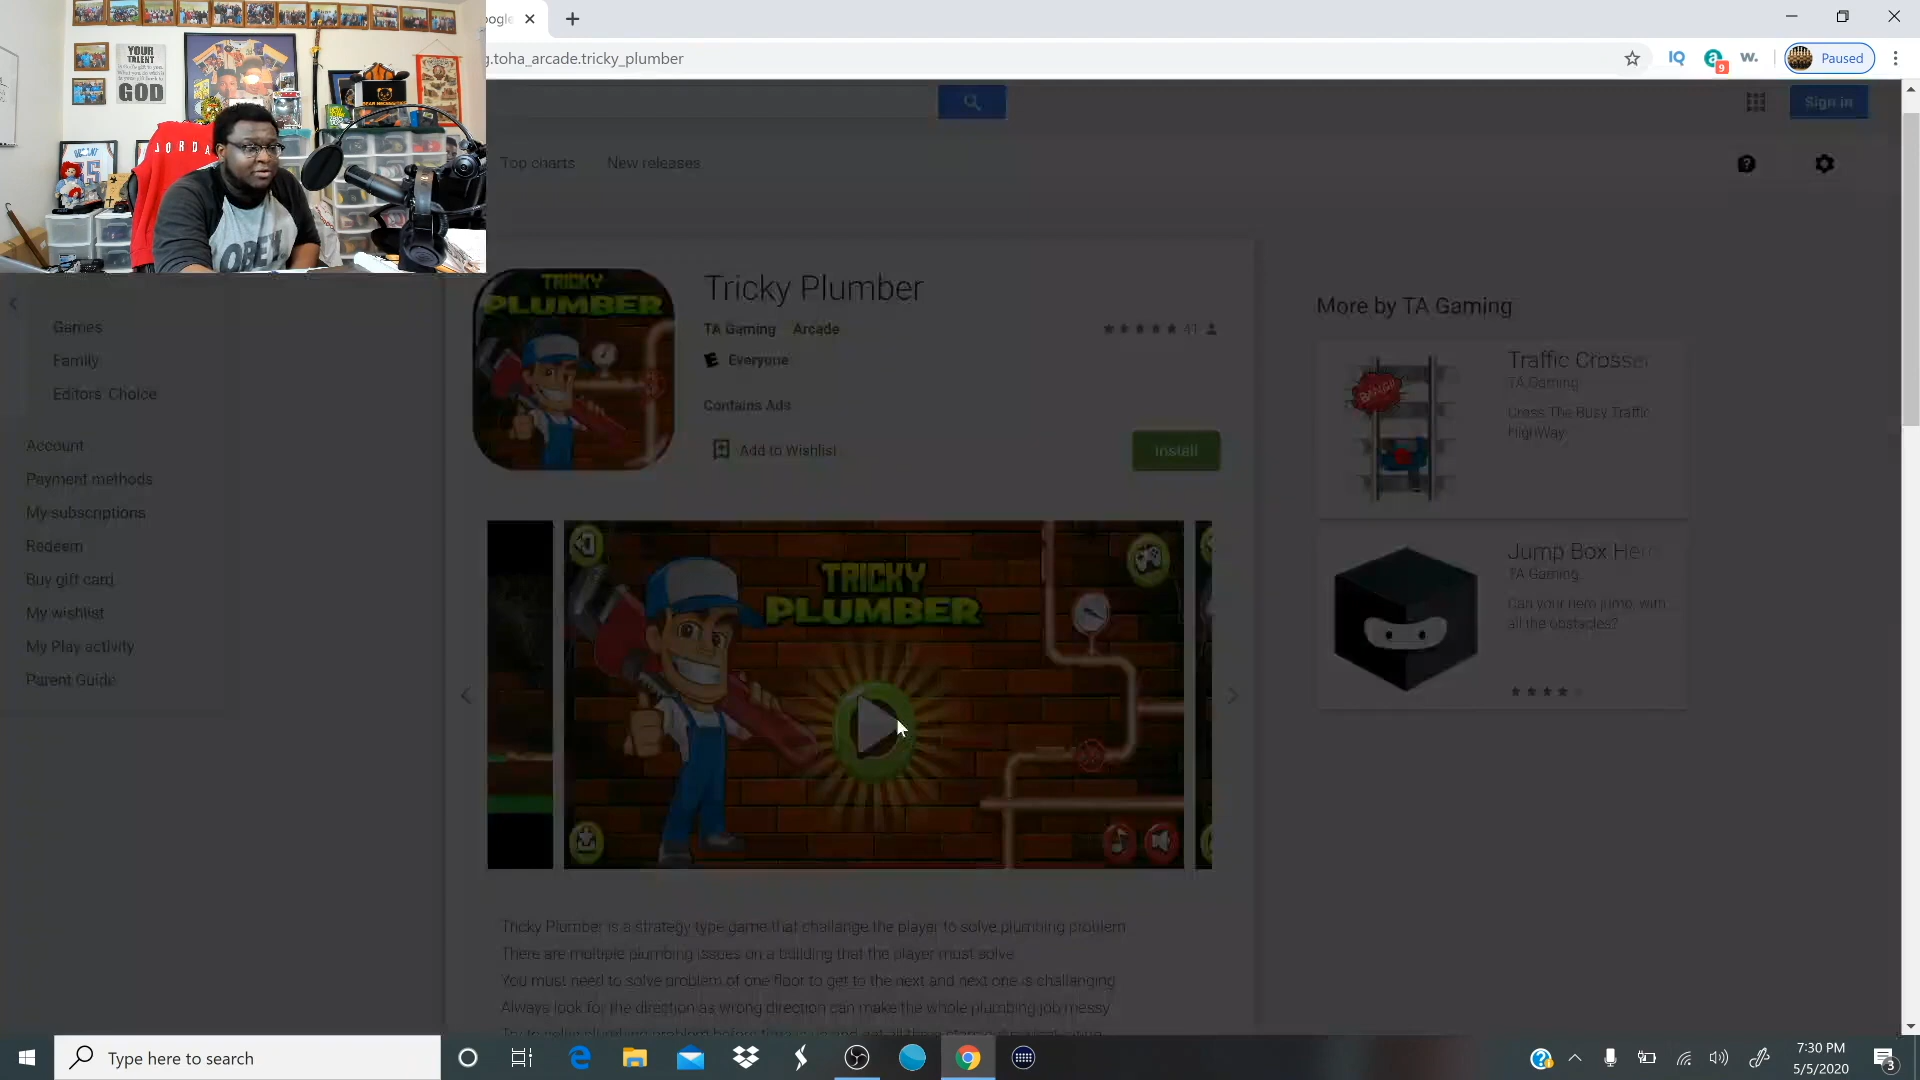 YOUR
TALENT
GOD
JORDA
OBEY
oogle
g.toha_arcade.tricky_plumber
IQ
9
w.
Paused
Sign in
Top charts
New releases
Games
Family
Editors' Choice
Account
Payment methods
My subscriptions
Redeem
Buy gift card
My wishlist
My Play activity
Parent Guide
TRICKY
PLUMBER
Tricky Plumber
TA Gaming Arcade
41
E Everyone
Contains Ads
Add to Wishlist
Install
TRICKY
PLUMBER
Tricky Plumber is a strategy type game that challange the player to solve plumbing problem
There are multiple plumbing issues on a building that the player must solve
You must need to solve problem of one floor to get to the next and next one is challanging
Always look for the direction as wrong direction can make the whole plumbing job messy
More by TA Gaming
BANG!
Traffic Crosser
TA Gaming
Cross The Busy Traffic
HighWay
Jump Box Her
TA Gaming
Can your hero jump, with
all the obstacles?
Type here to search
7:30 PM
5/5/2020
3